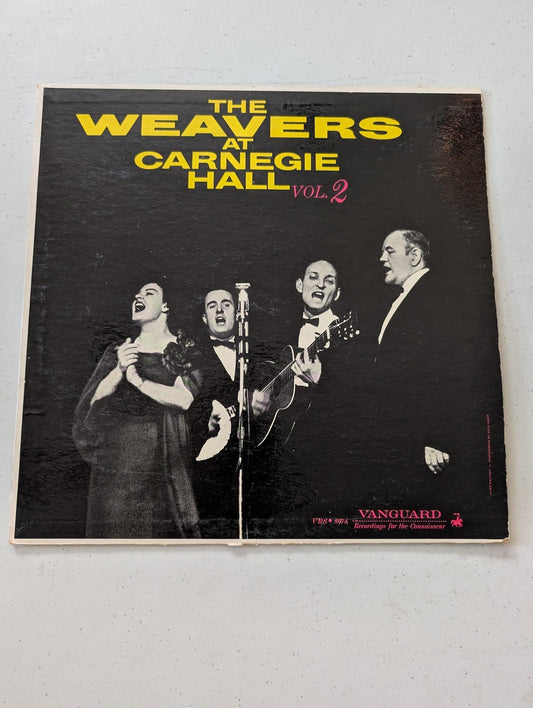 THE
WEAVERS
AT
CARNEGIE
HALL VOL. 2
VANGUARD
Recordings for the Connoisseur